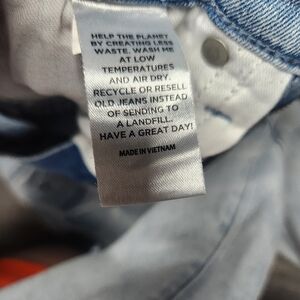 HELP THE PLANET
BY CREATING LESS
WASTE. WASH ME
AT LOW
TEMPERATURES
AND AIR DRY.
RECYCLE OR RESELL
OLD JEANS INSTEAD
OF SENDING TO
A LANDFILL.
HAVE A GREAT DAY!
MADE IN VIETNAM